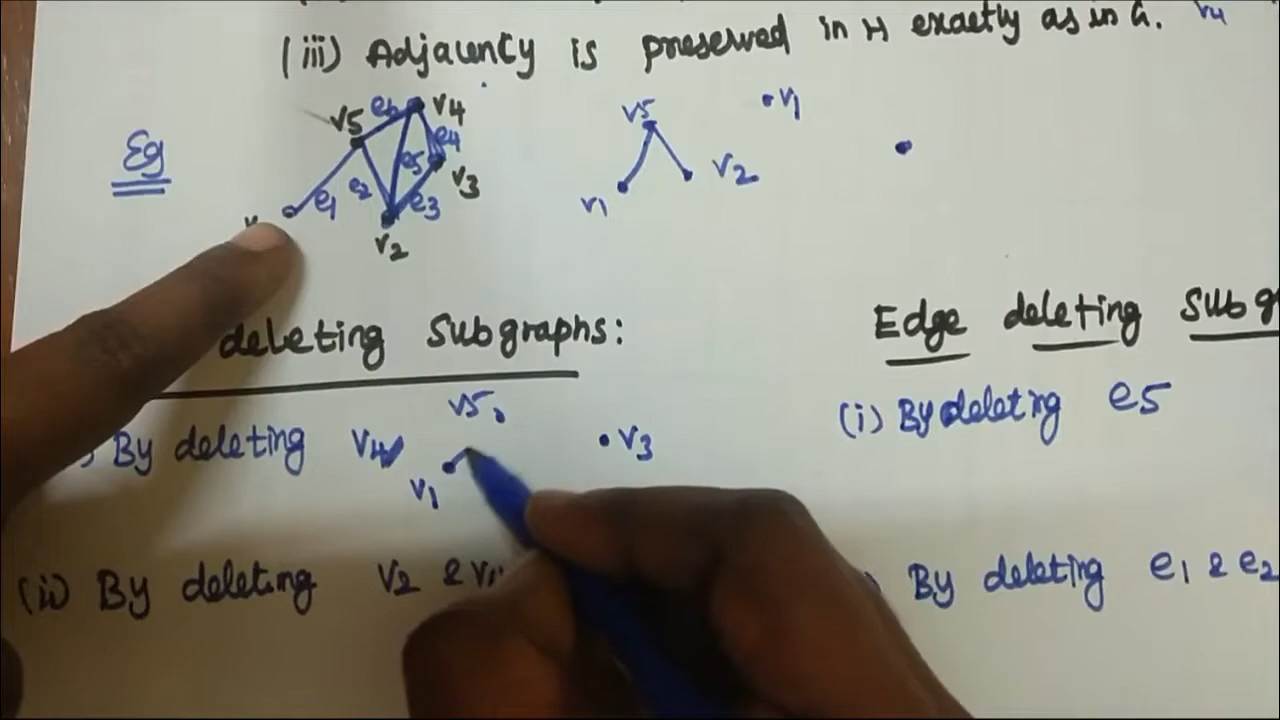 (iii) Adjacency is preserved in H exactly as in G. V4
Eg
V5 e6 V4
e4
e5 V3
e1 e2 e3
V2
V5
V1 V2
V1
deleting Subgraphs:
Edge deleting Subg
By deleting V4
V5
V1
V3
(i) By deleting e5
(ii) By deleting V2 & V1
By deleting e1 & e2